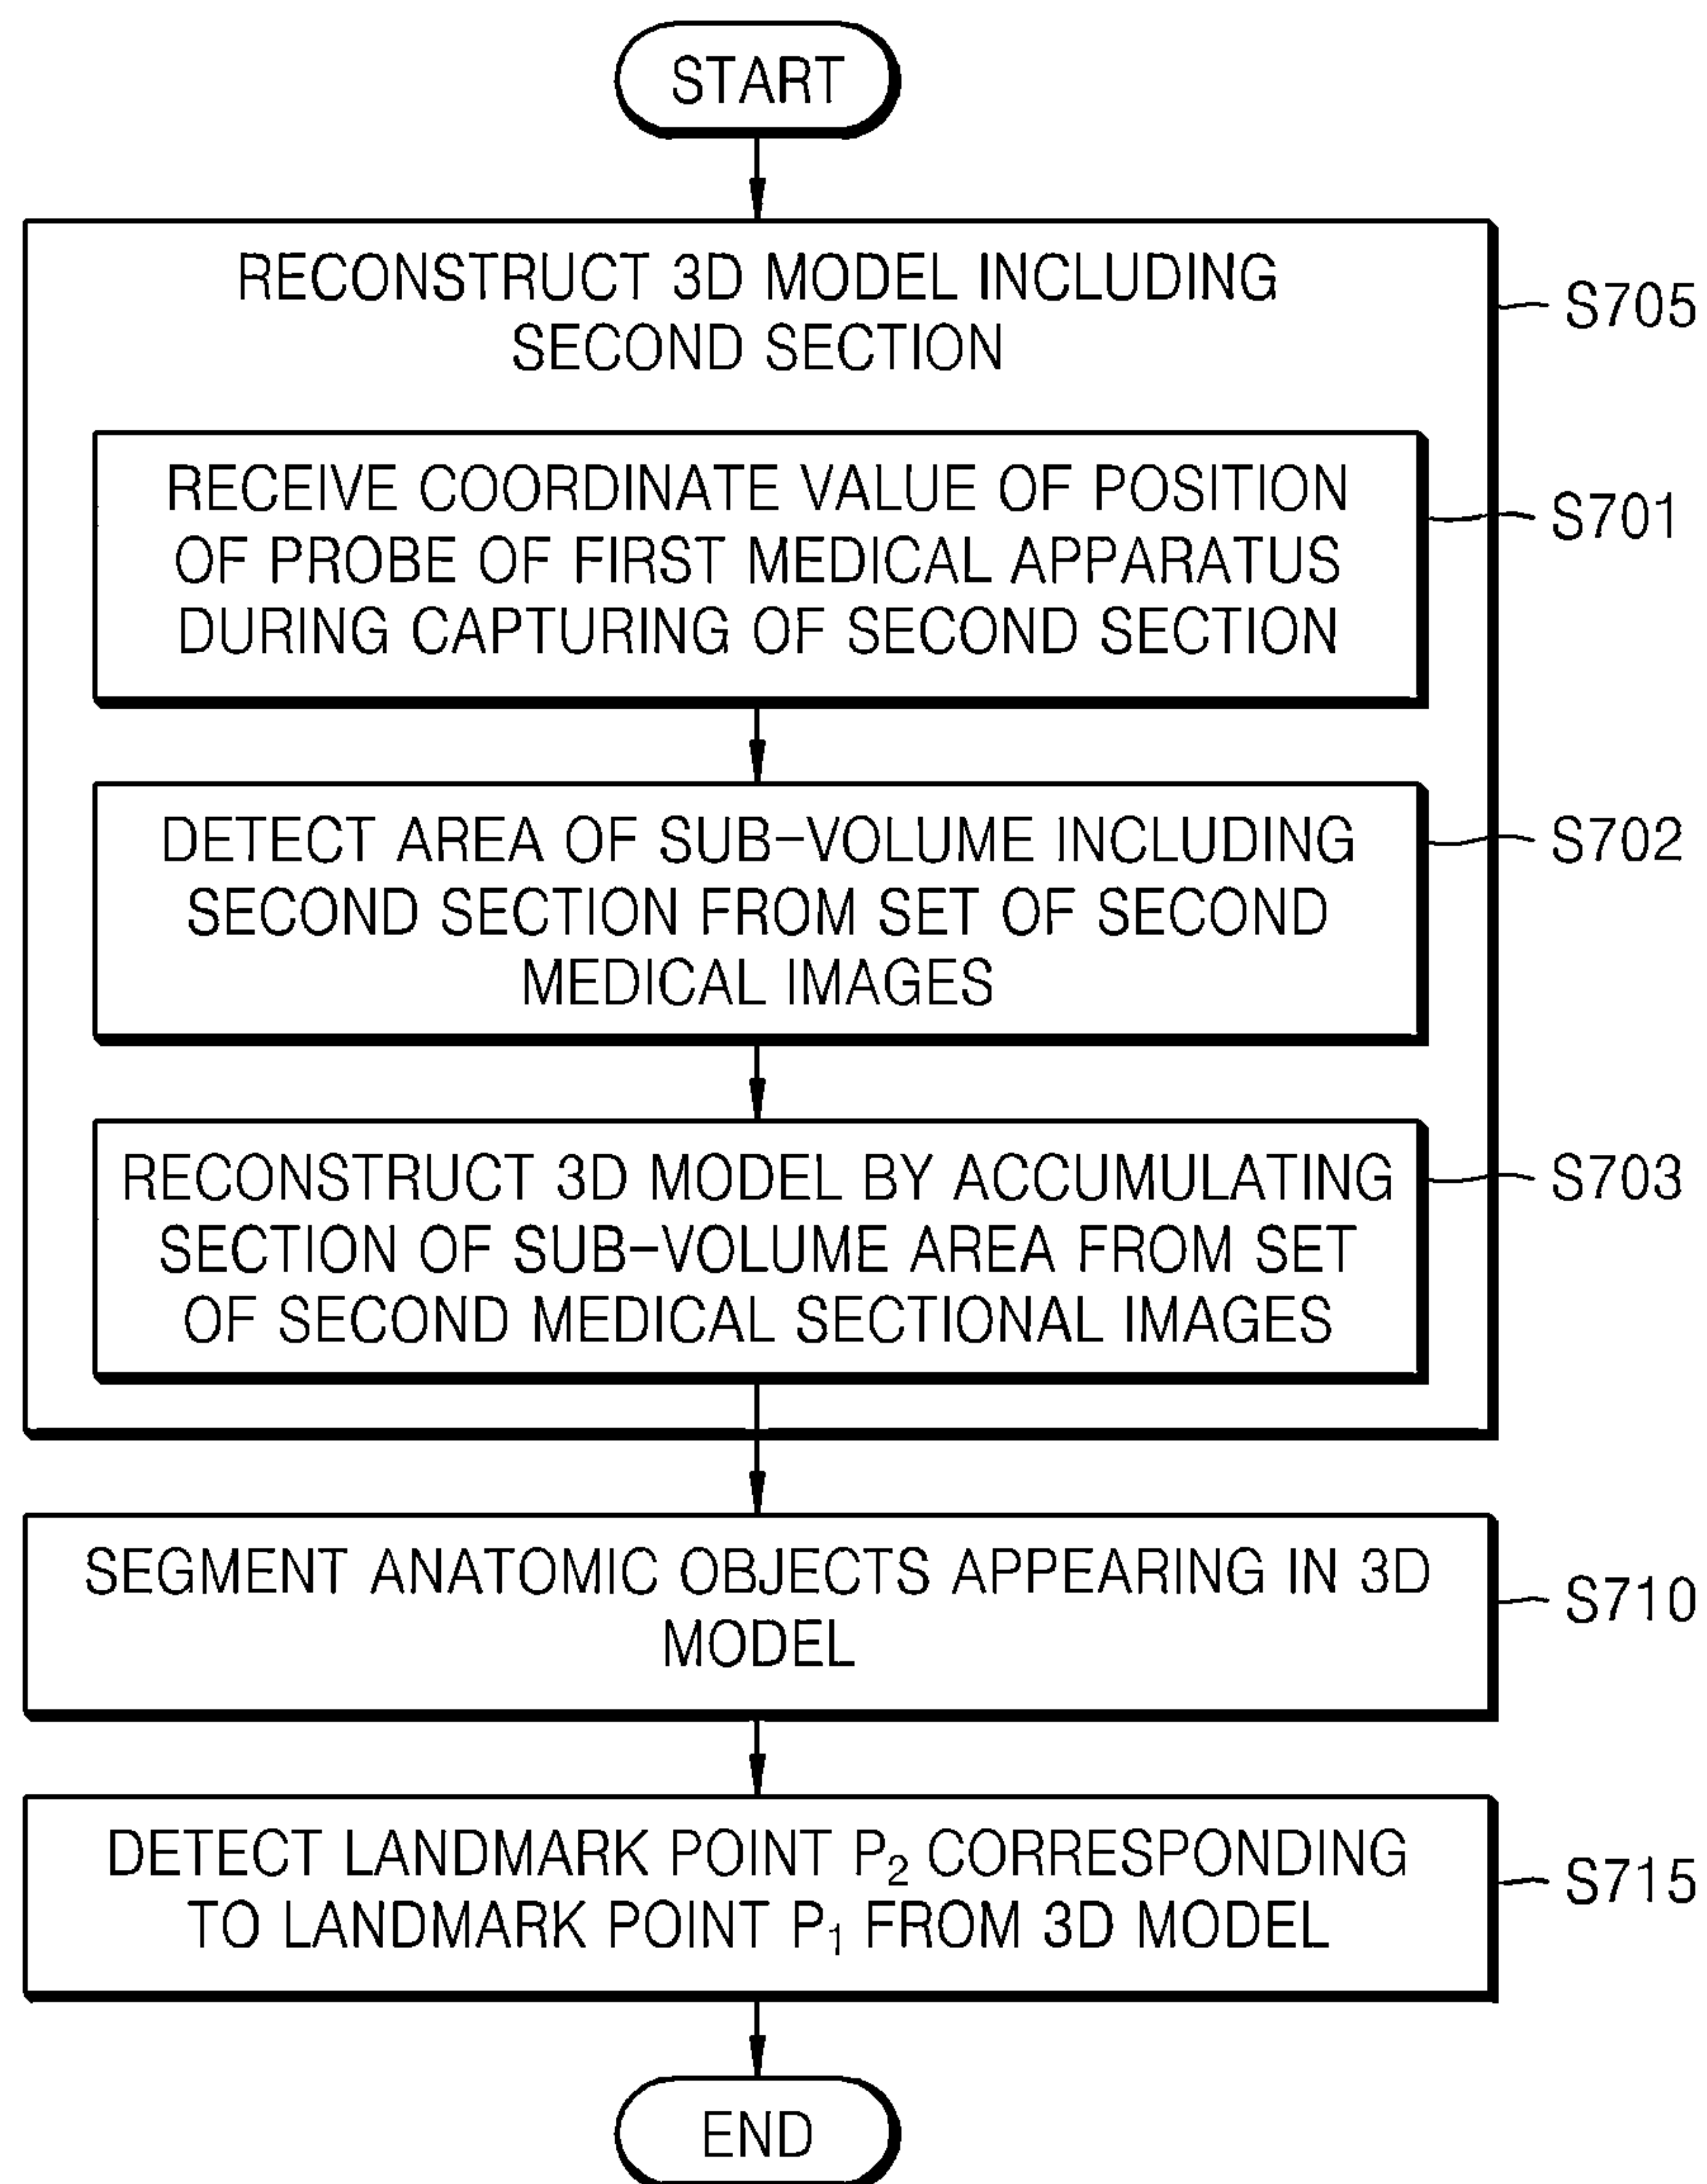 START
RECONSTRUCT 3D MODEL INCLUDING
SECOND SECTION
S705
RECEIVE COORDINATE VALUE OF POSITION
OF PROBE OF FIRST MEDICAL APPARATUS
DURING CAPTURING OF SECOND SECTION
S701
DETECT AREA OF SUB-VOLUME INCLUDING
SECOND SECTION FROM SET OF SECOND
MEDICAL IMAGES
S702
RECONSTRUCT 3D MODEL BY ACCUMULATING
SECTION OF SUB-VOLUME AREA FROM SET
OF SECOND MEDICAL SECTIONAL IMAGES
S703
SEGMENT ANATOMIC OBJECTS APPEARING IN 3D
MODEL
S710
DETECT LANDMARK POINT P₂ CORRESPONDING
TO LANDMARK POINT P₁ FROM 3D MODEL
S715
END